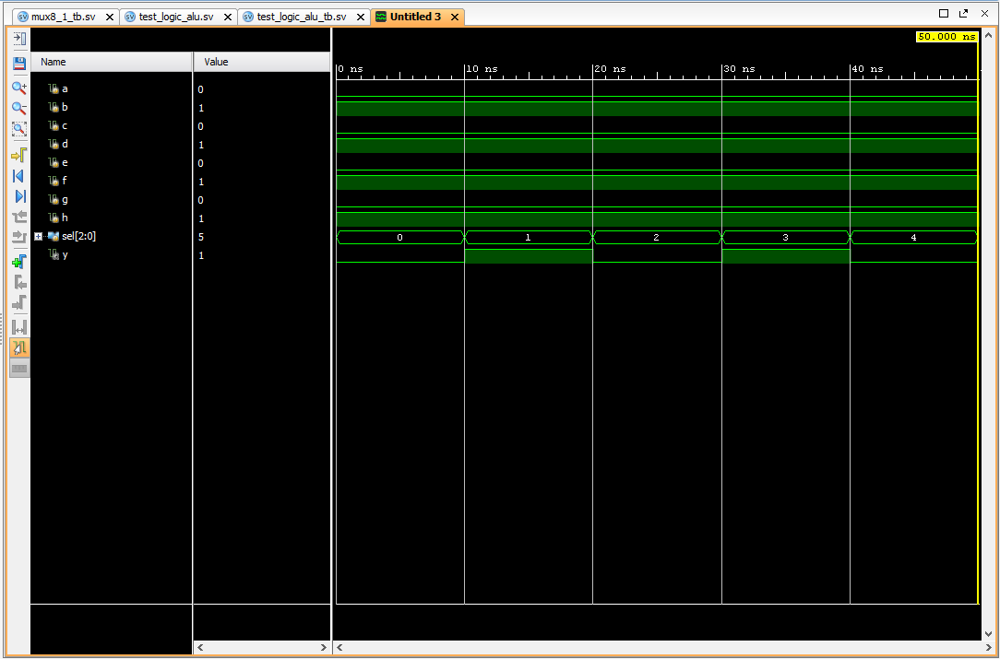 mux8_1_tb.sv test_logic_alu.sv test_logic_alu_tb.sv Untitled 3
50.000 ns
Name Value
0 ns 10 ns 20 ns 30 ns 40 ns
a 0
b 1
c 0
d 1
e 0
f 1
g 0
h 1
sel[2:0] 5 0 1 2 3 4
y 1